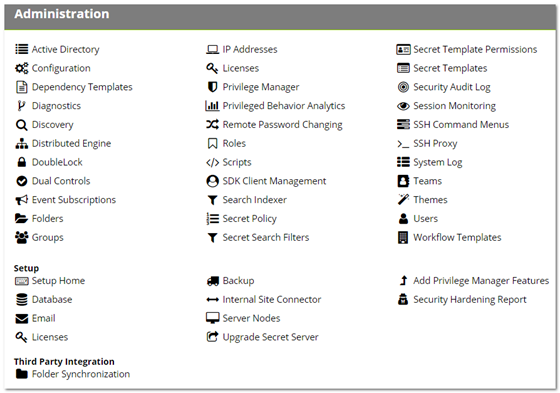 Administration
Active Directory IP Addresses Secret Template Permissions
Configuration Licenses Secret Templates
Dependency Templates Privilege Manager Security Audit Log
Diagnostics Privileged Behavior Analytics Session Monitoring
Discovery Remote Password Changing SSH Command Menus
Distributed Engine Roles SSH Proxy
DoubleLock Scripts System Log
Dual Controls SDK Client Management Teams
Event Subscriptions Search Indexer Themes
Folders Secret Policy Users
Groups Secret Search Filters Workflow Templates
Setup
Setup Home Backup Add Privilege Manager Features
Database Internal Site Connector Security Hardening Report
Email Server Nodes
Licenses Upgrade Secret Server
Third Party Integration
Folder Synchronization